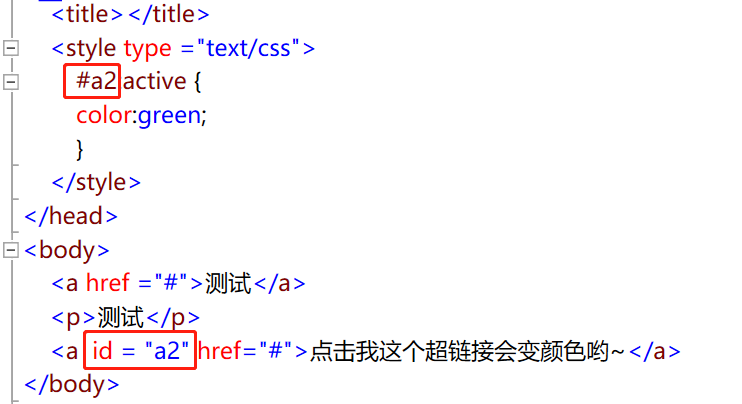 <title></title>
<style type ="text/css">
#a2 active {
color:green;
}
</style>
</head>
<body>
<a href ="#">测试</a>
<p>测试</p>
<a id = "a2" href="#">点击我这个超链接会变颜色哟~</a>
</body>